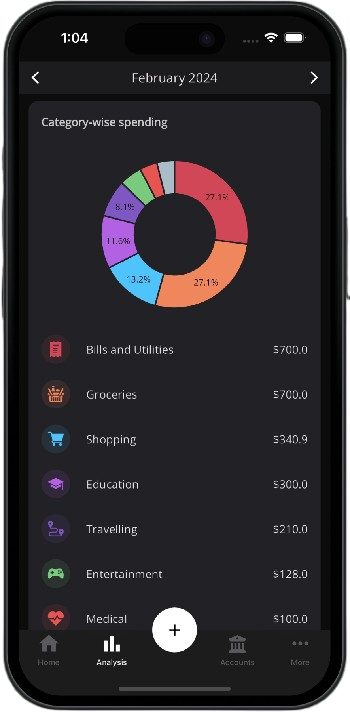 1:04
February 2024
Category-wise spending
27.1%
27.1%
13.2%
11.6%
8.1%
Bills and Utilities $700.0
Groceries $700.0
Shopping $340.9
Education $300.0
Travelling $210.0
Entertainment $128.0
Medical $100.0
+
Home Analysis Accounts More